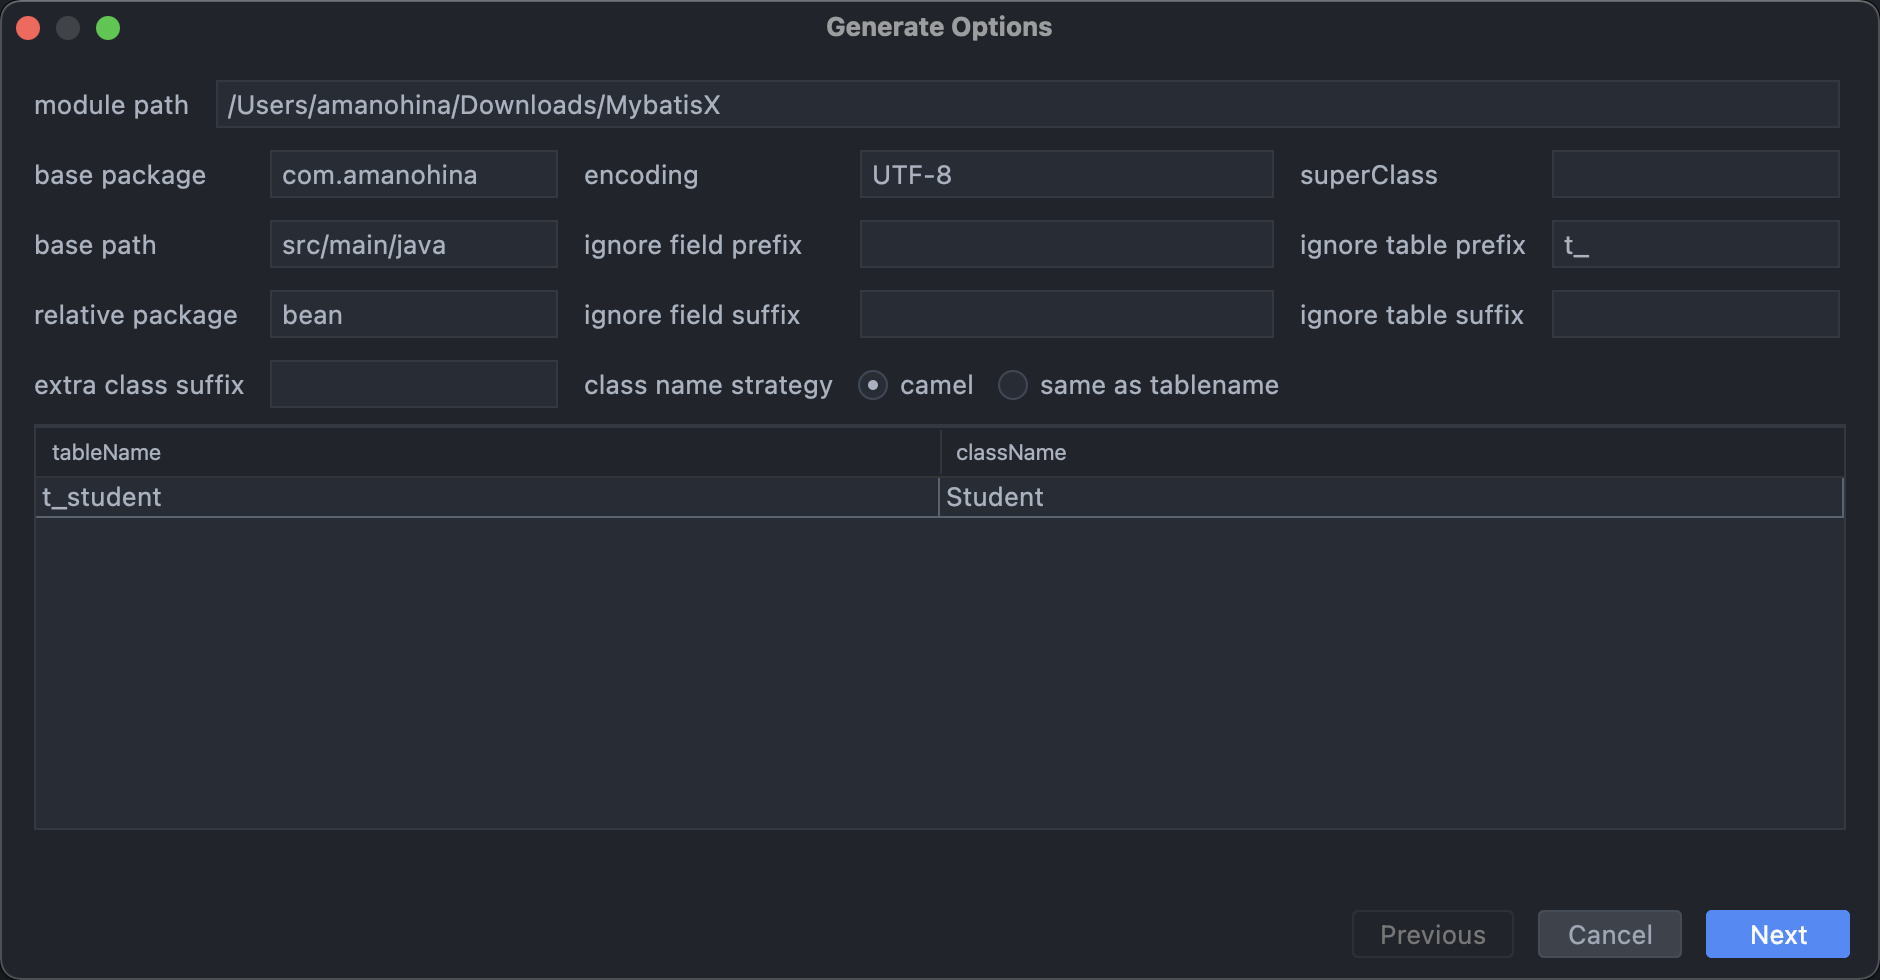 Generate Options
module path /Users/amanohina/Downloads/MybatisX
base package com.amanohina encoding UTF-8 superClass
base path src/main/java ignore field prefix ignore table prefix t_
relative package bean ignore field suffix ignore table suffix
extra class suffix class name strategy camel same as tablename
tableName className
t_student Student
Previous Cancel Next